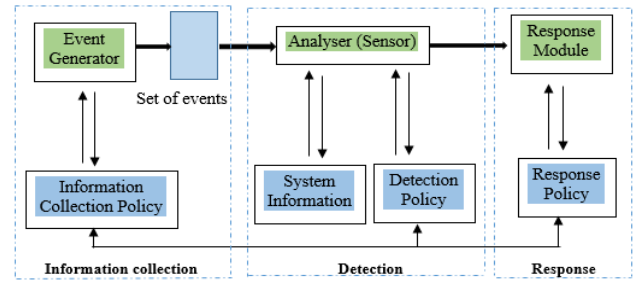 Event
Generator
Set of events
Analyser (Sensor)
Response
Module
Information
Collection Policy
System
Information
Detection
Policy
Response
Policy
Information collection
Detection
Response